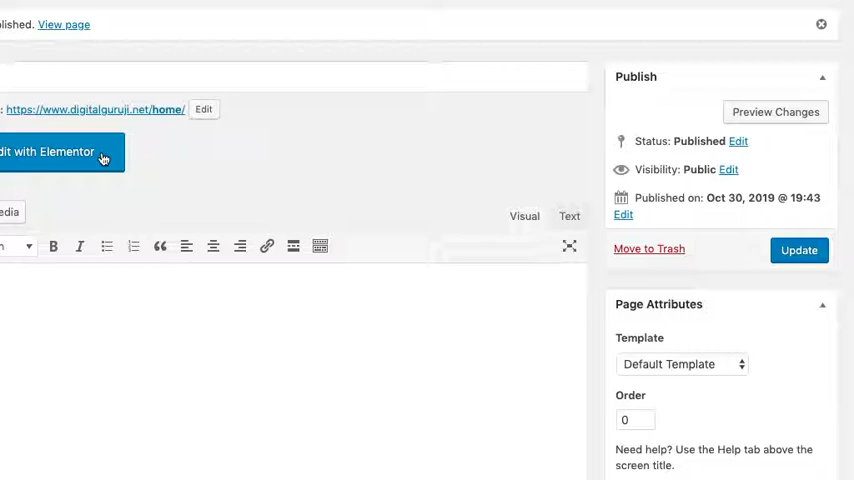 blished. View page
Publish
: https://www.digitalguruji.net/home/ Edit
Preview Changes
dit with Elementor
Status: Published Edit
Visibility: Public Edit
Published on: Oct 30, 2019 @ 19:43
Edit
edia
Visual Text
n B I
Move to Trash Update
Page Attributes
Template
Default Template
Order
0
Need help? Use the Help tab above the
screen title.